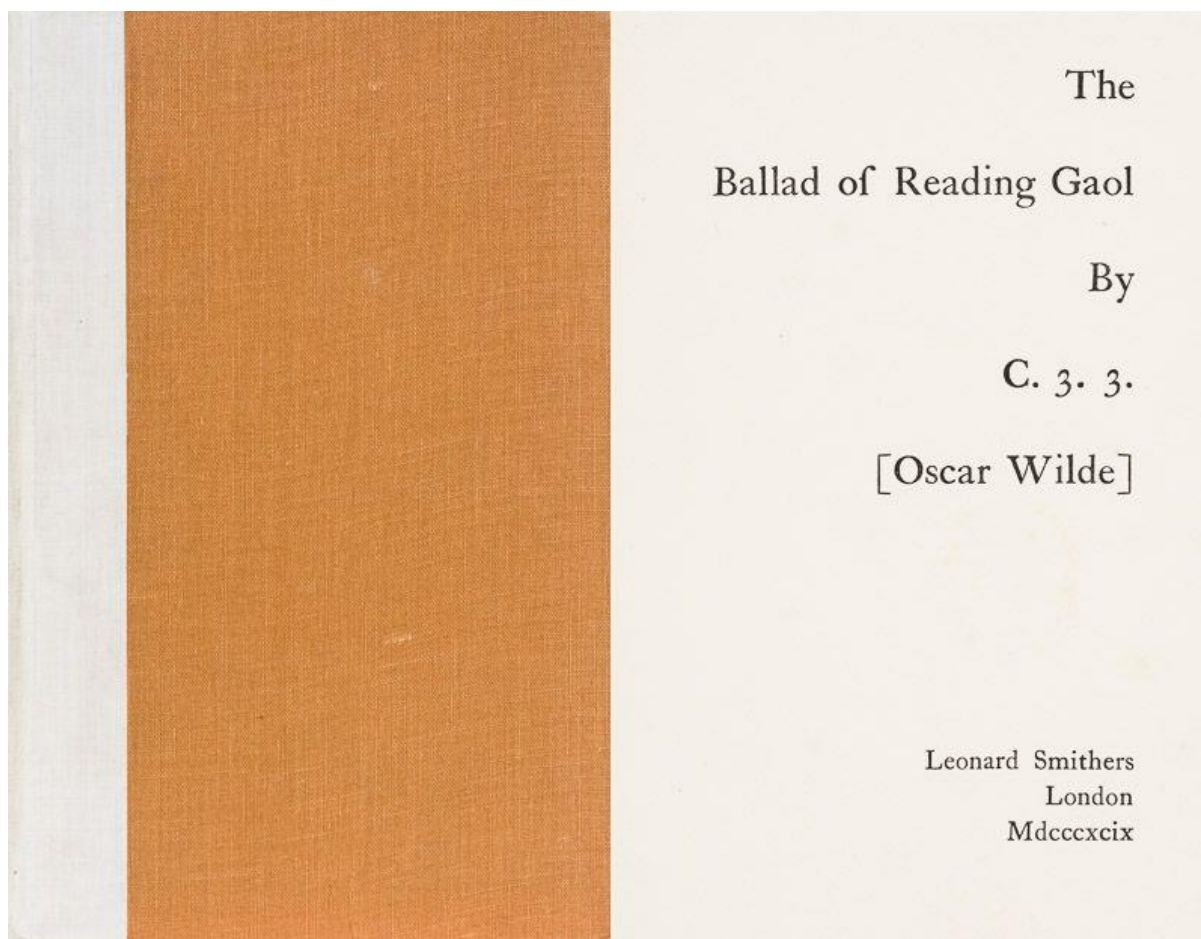 The
Ballad of Reading Gaol
By
C. 3. 3.
[Oscar Wilde]
Leonard Smithers
London
Mdcccxcix